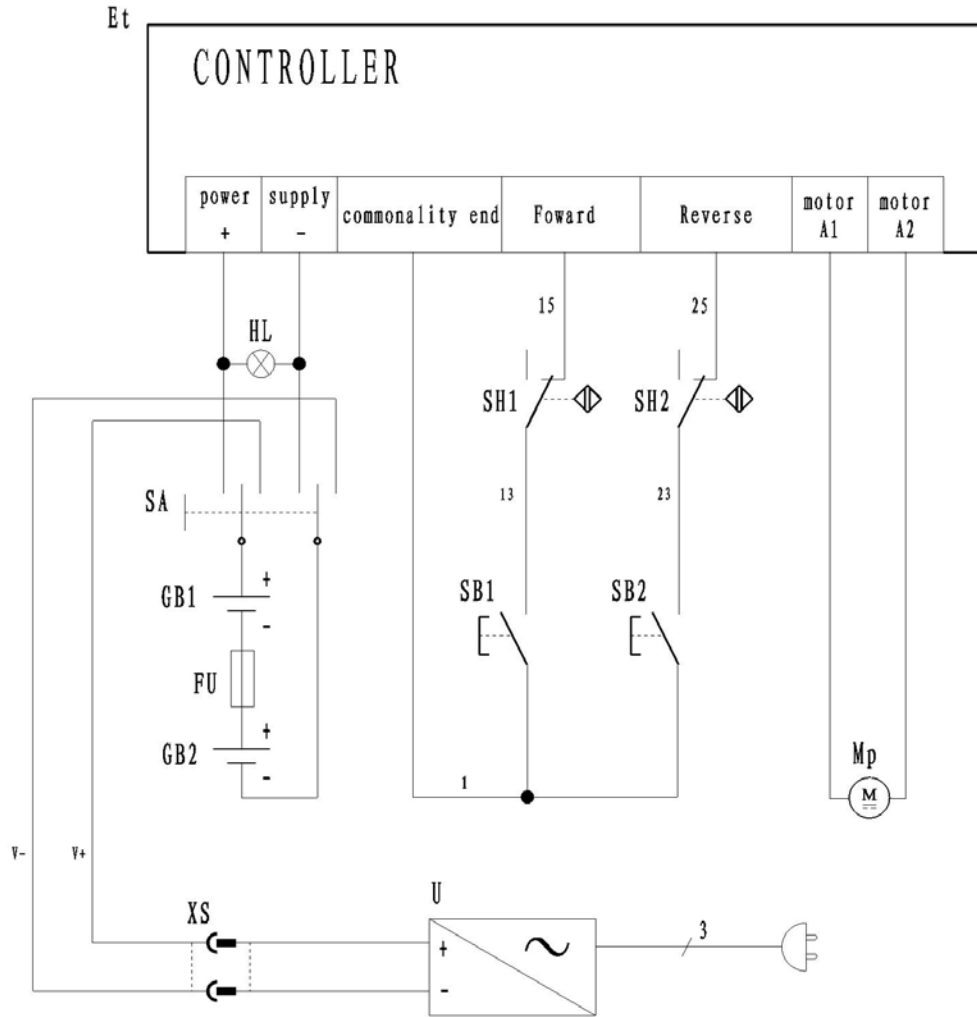 Et
CONTROLLER
power
+
supply
-
commonality end
Foward
Reverse
motor
A1
motor
A2
15
25
HL
SH1
SH2
13
23
SA
+
GB1
-
SB1
SB2
FU
+
GB2
-
1
Mp
M
V-
V+
XS
U
+
-
3